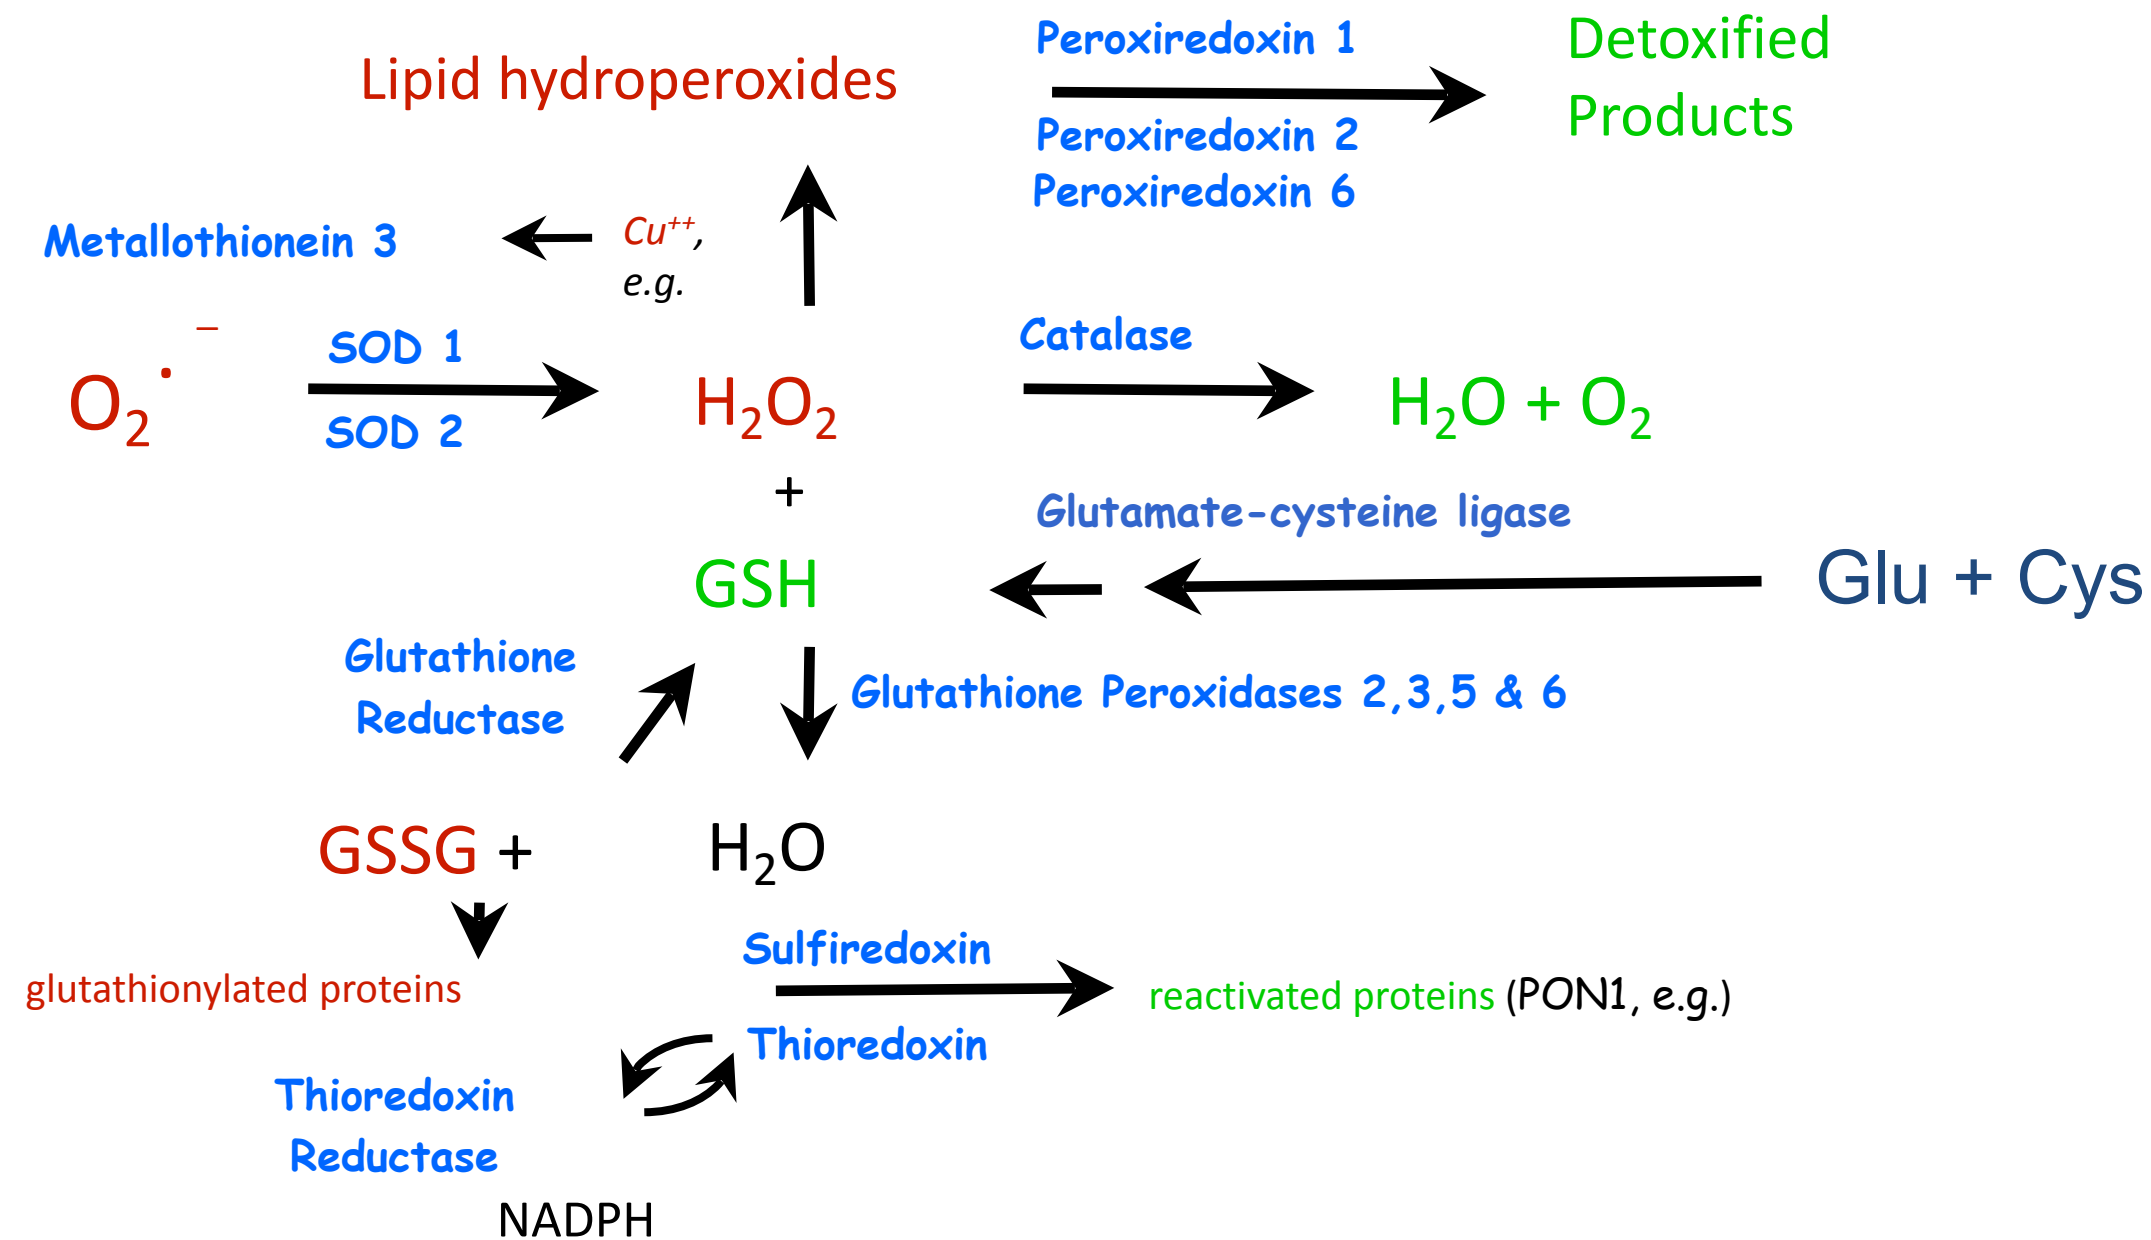 Peroxiredoxin 1
Detoxified
Products
Lipid hydroperoxides
Peroxiredoxin 2
Peroxiredoxin 6
Metallothionein 3
Cu⁺⁺,
e.g.
SOD 1
Catalase
O₂·⁻
H₂O₂
H₂O + O₂
SOD 2
+
Glutamate-cysteine ligase
GSH
Glu + Cys
Glutathione
Reductase
Glutathione Peroxidases 2,3,5 & 6
GSSG +
H₂O
Sulfiredoxin
glutathionylated proteins
reactivated proteins (PON1, e.g.)
Thioredoxin
Thioredoxin
Reductase
NADPH